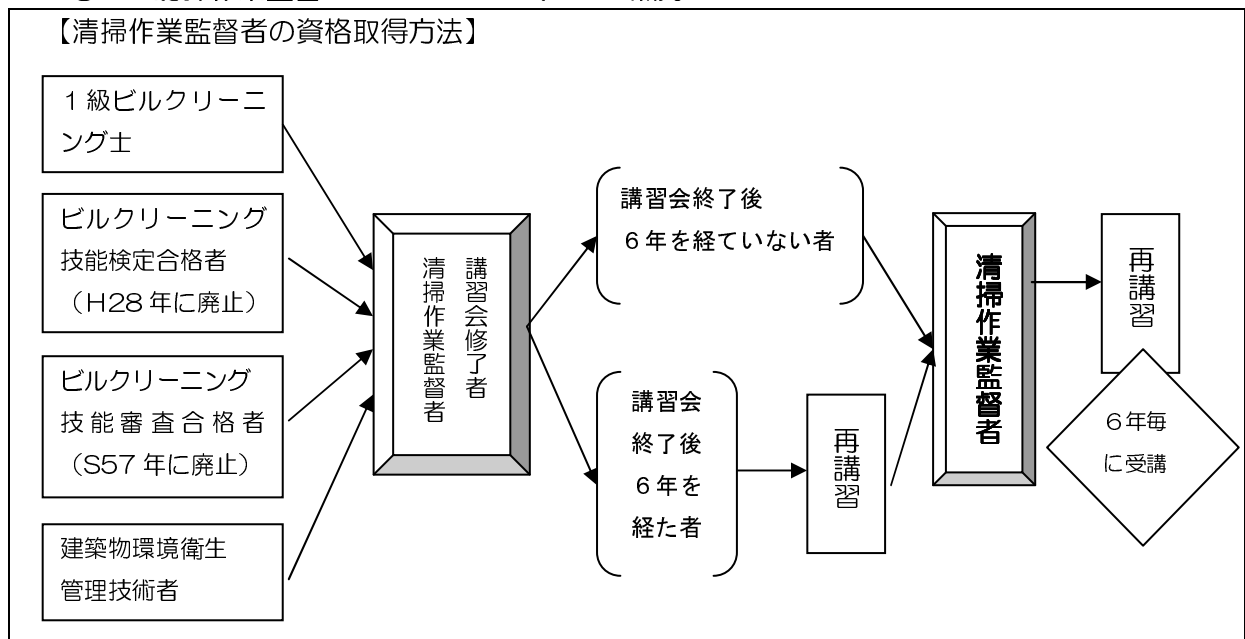 【清掃作業監督者の資格取得方法】
１級ビルクリーニ
ング士
ビルクリーニング
技能検定合格者
（H28年に廃止）
ビルクリーニング
技能審査合格者
（S57年に廃止）
建築物環境衛生
管理技術者
講習会修了者
清掃作業監督者
講習会終了後
６年を経ていない者
講習会
終了後
６年を
経た者
再講習
清掃作業監督者
再講習
６年毎
に受講